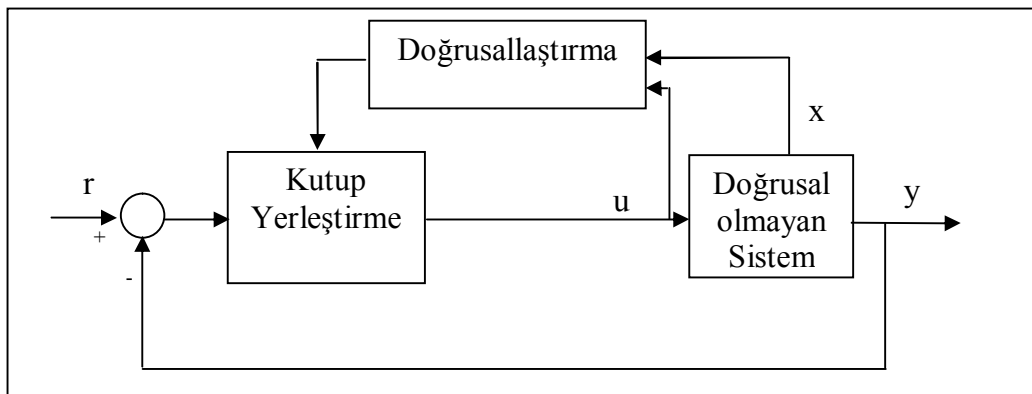 Doğrusallaştırma
x
r
+
-
Kutup
Yerleştirme
u
Doğrusal
olmayan
Sistem
y